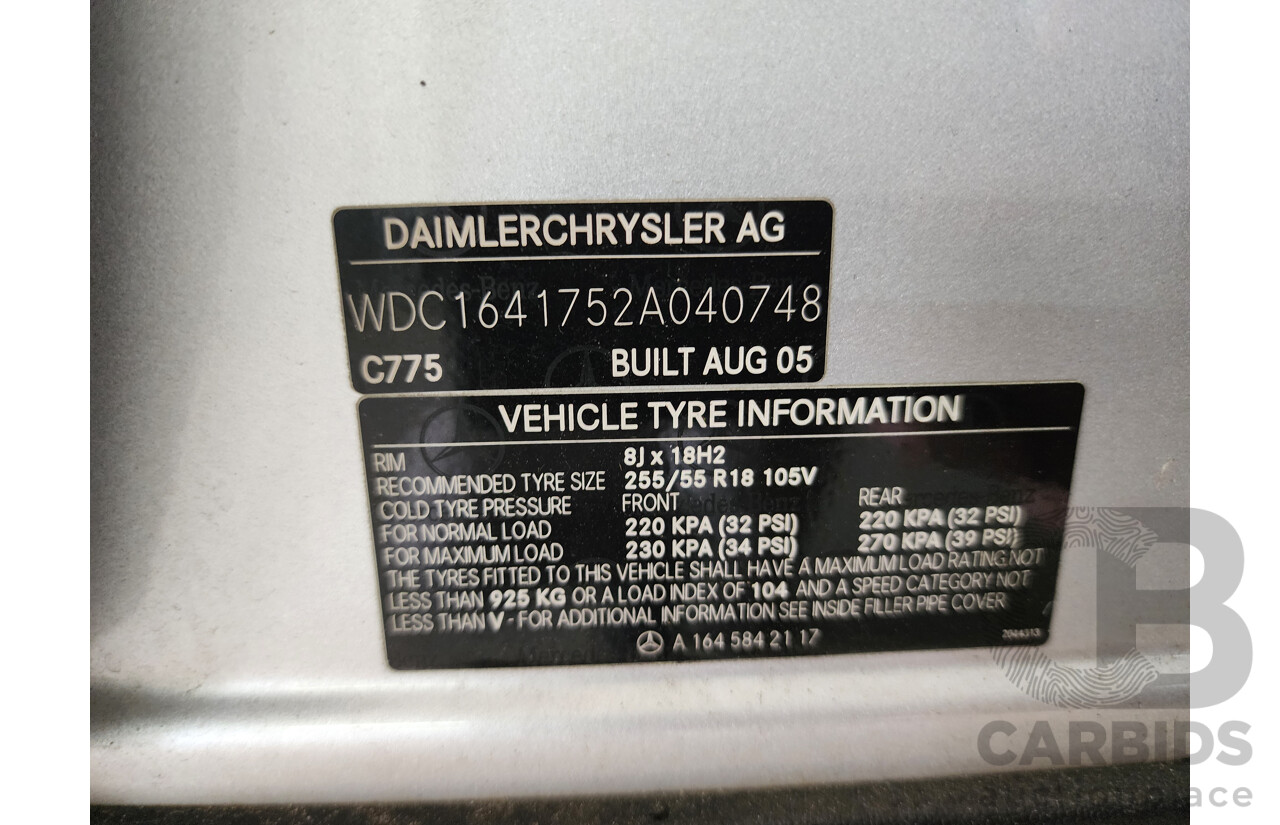 DAIMLERCHRYSLER AG
WDC1641752A040748
C775 BUILT AUG 05
VEHICLE TYRE INFORMATION
RIM 8J x 18H2
RECOMMENDED TYRE SIZE 255/55 R18 105V
COLD TYRE PRESSURE FRONT REAR
FOR NORMAL LOAD 220 KPA (32 PSI) 220 KPA (32 PSI)
FOR MAXIMUM LOAD 230 KPA (34 PSI) 270 KPA (39 PSI)
THE TYRES FITTED TO THIS VEHICLE SHALL HAVE A MAXIMUM LOAD RATING NOT
LESS THAN 925 KG OR A LOAD INDEX OF 104 AND A SPEED CATEGORY NOT
LESS THAN V - FOR ADDITIONAL INFORMATION SEE INSIDE FILLER PIPE COVER
A 164 584 21 17
B
CARBIDS